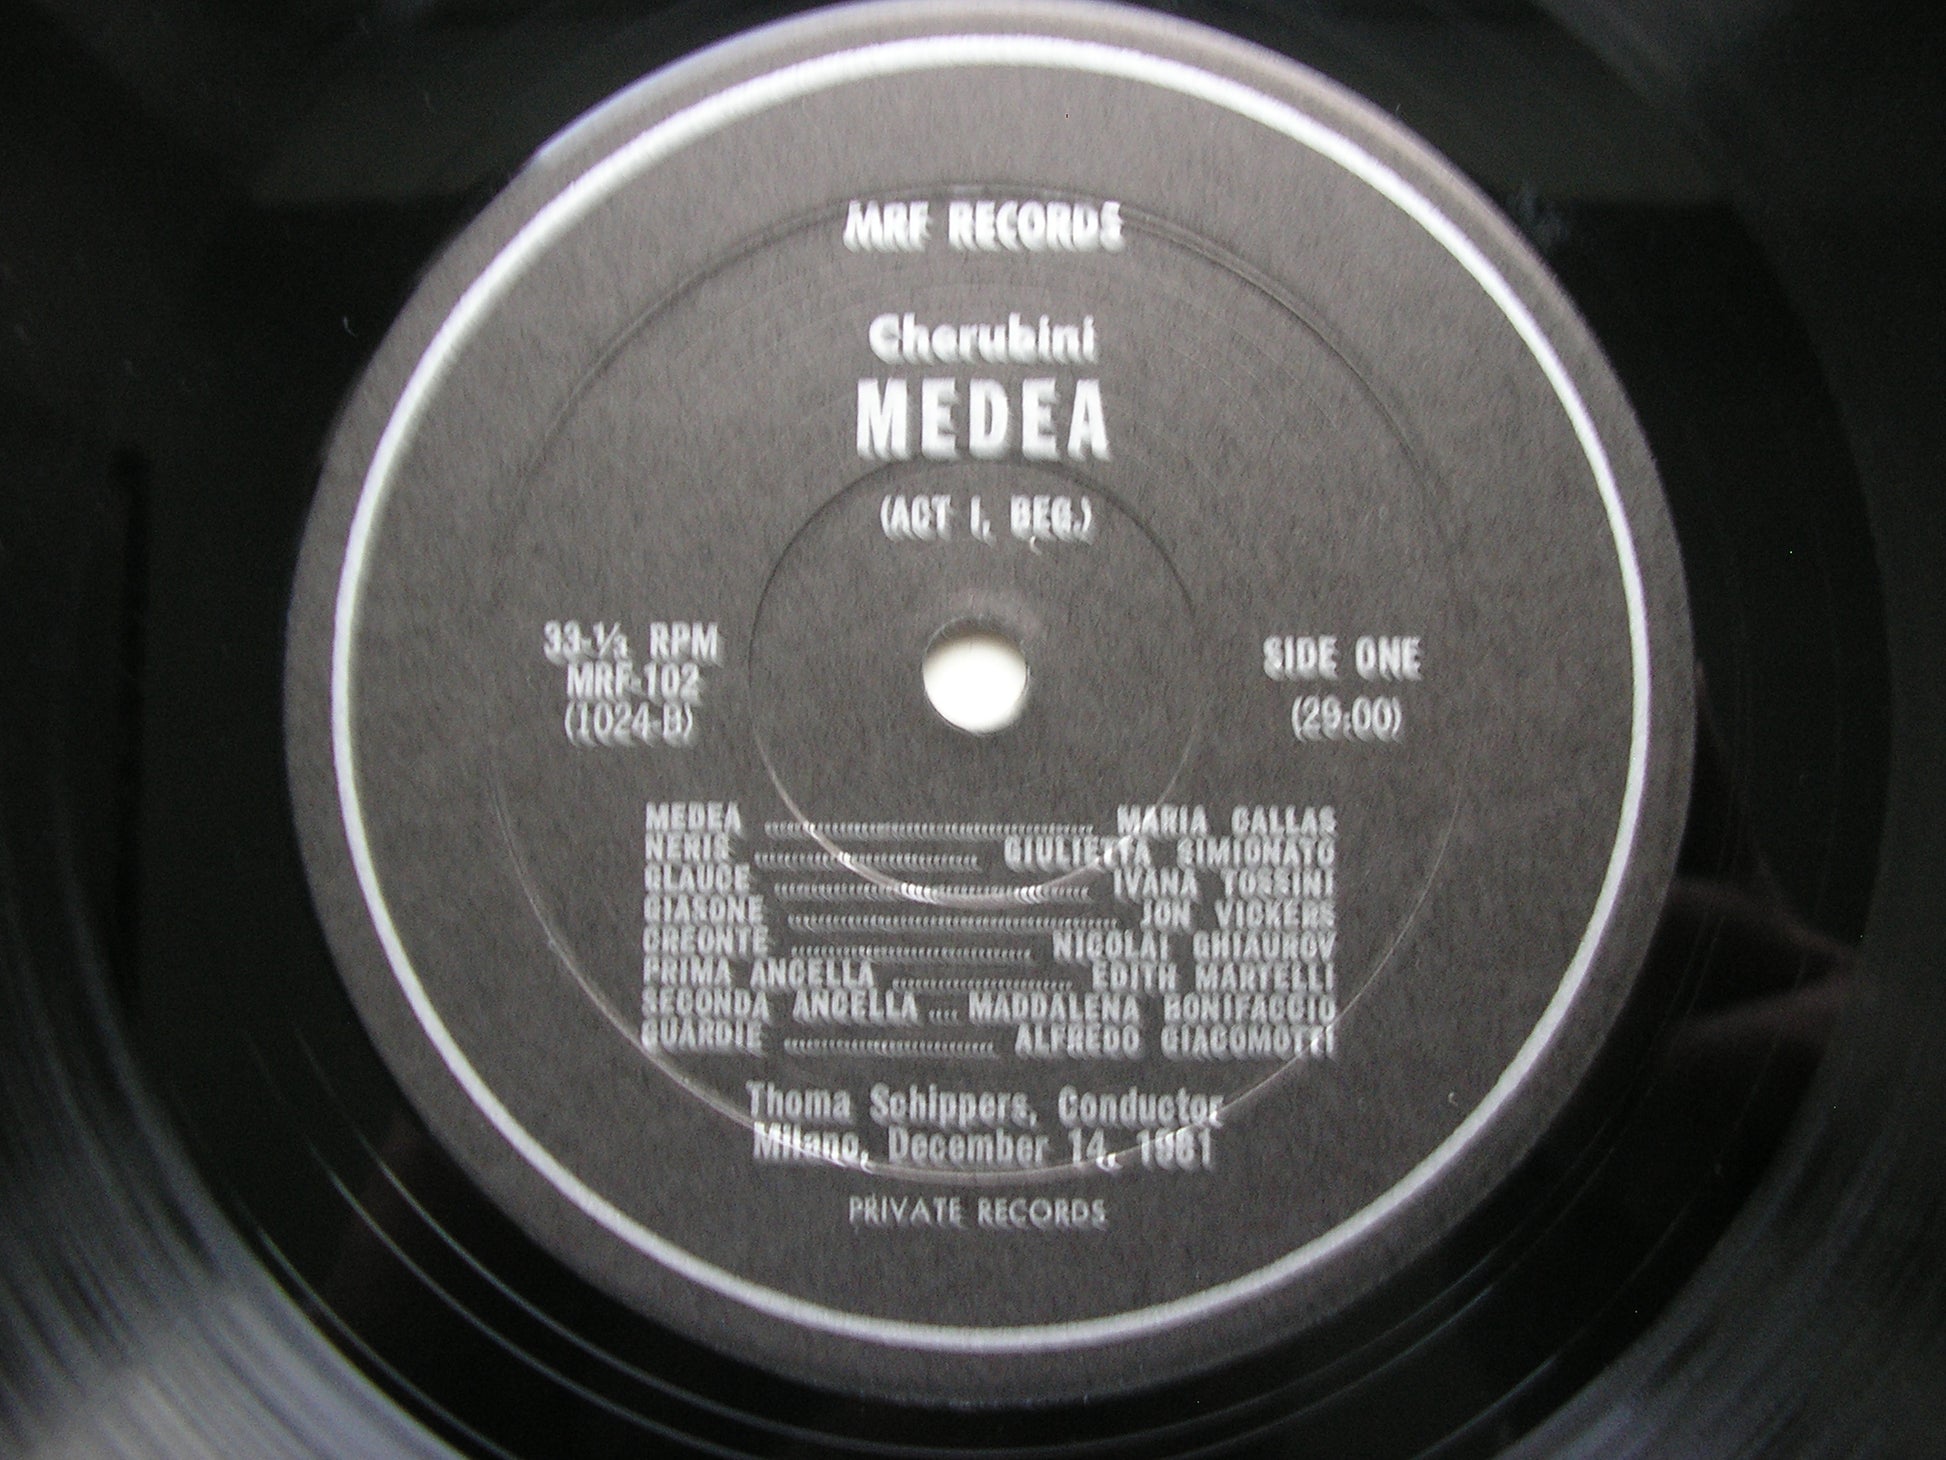 MRF RECORDS
Cherubini
MEDEA
(ACT I, BEG.)
33-⅓ RPM
MRF-102
(1024-B)
SIDE ONE
(29:00)
MEDEA ........ MARIA CALLAS
NERIS ........ GIULIETTA SIMIONATO
GLAUCE ........ IVANA TOSSINI
GIASONE ........ JON VICKERS
CREONTE ........ NICOLAI GHIAUROV
PRIMA ANCELLA ........ EDITH MARTELLI
SECONDA ANCELLA .... MADDALENA BONIFACCIO
GUARDIE ........ ALFREDO GIACOMOTTI
Thoma Schippers, Conductor
Milano, December 14, 1961
PRIVATE RECORDS